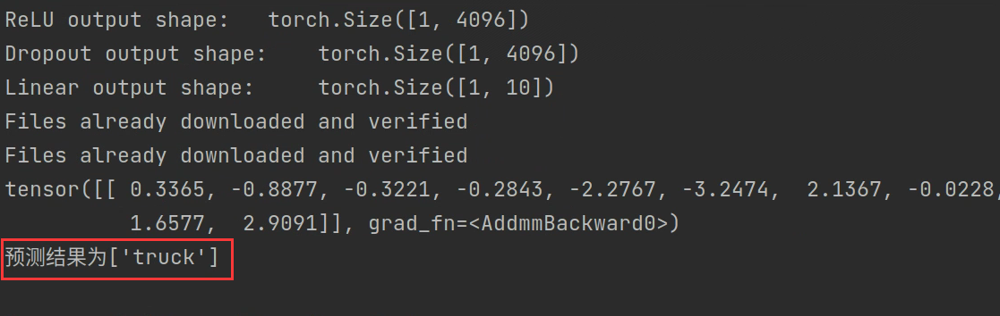 ReLU output shape:   torch.Size([1, 4096])
Dropout output shape:    torch.Size([1, 4096])
Linear output shape:     torch.Size([1, 10])
Files already downloaded and verified
Files already downloaded and verified
tensor([[ 0.3365, -0.8877, -0.3221, -0.2843, -2.2767, -3.2474,  2.1367, -0.0228,
          1.6577,  2.9091]], grad_fn=<AddmmBackward0>)
预测结果为['truck']